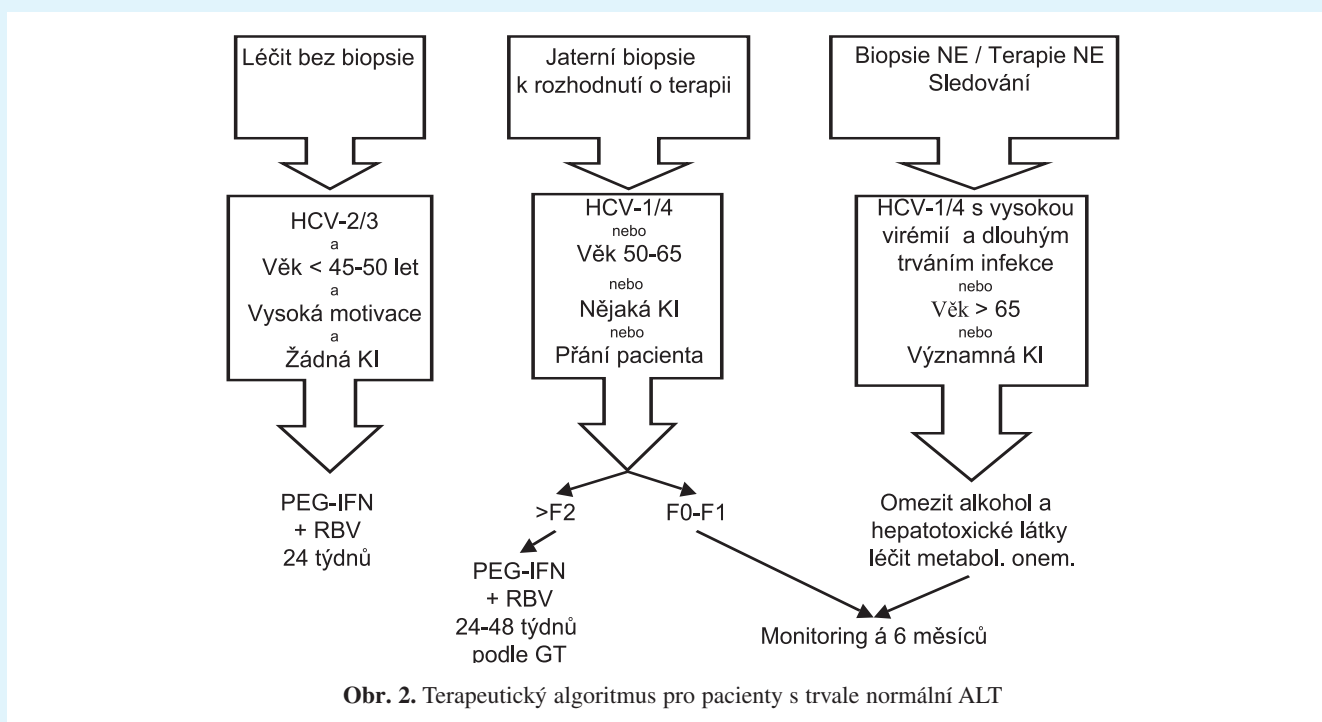 Léčit bez biopsie
HCV-2/3
a
Věk < 45-50 let
a
Vysoká motivace
a
Žádná KI
PEG-IFN
+ RBV
24 týdnů
Jaterní biopsie
k rozhodnutí o terapii
HCV-1/4
nebo
Věk 50-65
nebo
Nějaká KI
nebo
Přání pacienta
>F2
F0-F1
PEG-IFN
+ RBV
24-48 týdnů
podle GT
Biopsie NE / Terapie NE
Sledování
HCV-1/4 s vysokou
virémií a dlouhým
trváním infekce
nebo
Věk > 65
nebo
Významná KI
Omezit alkohol a
hepatotoxické látky
léčit metabol. onem.
Monitoring á 6 měsíců
Obr. 2. Terapeutický algoritmus pro pacienty s trvale normální ALT